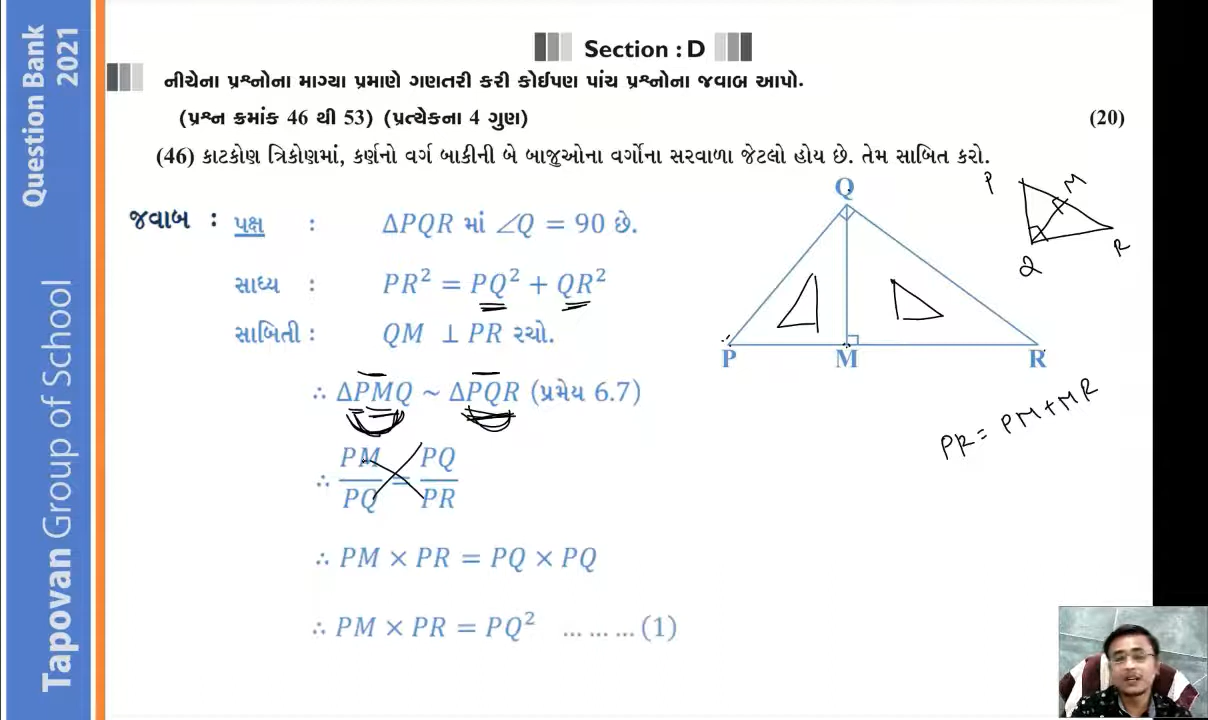 Question Bank
2021
Tapovan Group of School
Section : D
નીચેના પ્રશ્નોના માગ્યા પ્રમાણે ગણતરી કરી કોઈપણ પાંચ પ્રશ્નોના જવાબ આપો.
(પ્રશ્ન ક્રમાંક 46 થી 53) (પ્રત્યેકના 4 ગુણ) (20)
(46) કાટકોણ ત્રિકોણમાં, કર્ણનો વર્ગ બાકીની બે બાજુઓના વર્ગોના સરવાળા જેટલો હોય છે. તેમ સાબિત કરો.
જવાબ : પક્ષ : ΔPQR માં ∠Q = 90 છે.
સાધ્ય : PR² = PQ² + QR²
સાબિતી : QM ⊥ PR રચો.
∴ ΔPMQ ~ ΔPQR (પ્રમેય 6.7)
∴ PM/PQ = PQ/PR
∴ PM × PR = PQ × PQ
∴ PM × PR = PQ² ... ... ... (1)
Q
P M R
P M
Q R
PR = PM + MR